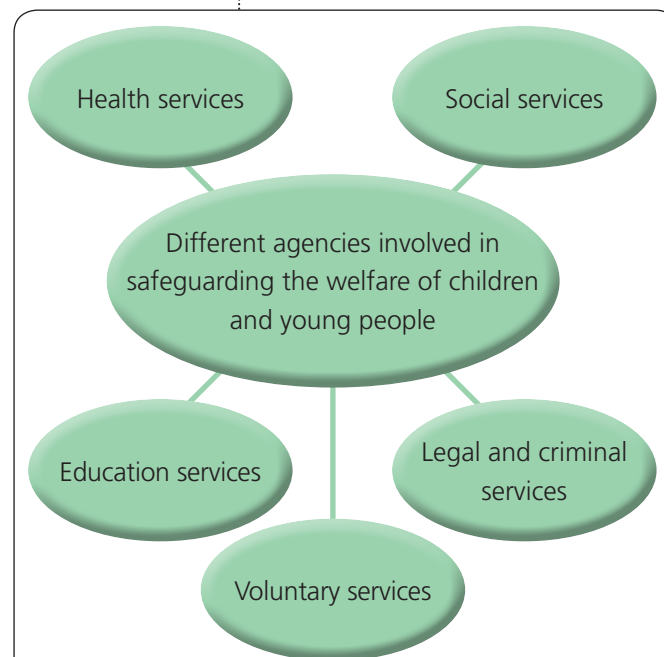 Health services
Social services
Different agencies involved in
safeguarding the welfare of children
and young people
Education services
Legal and criminal
services
Voluntary services